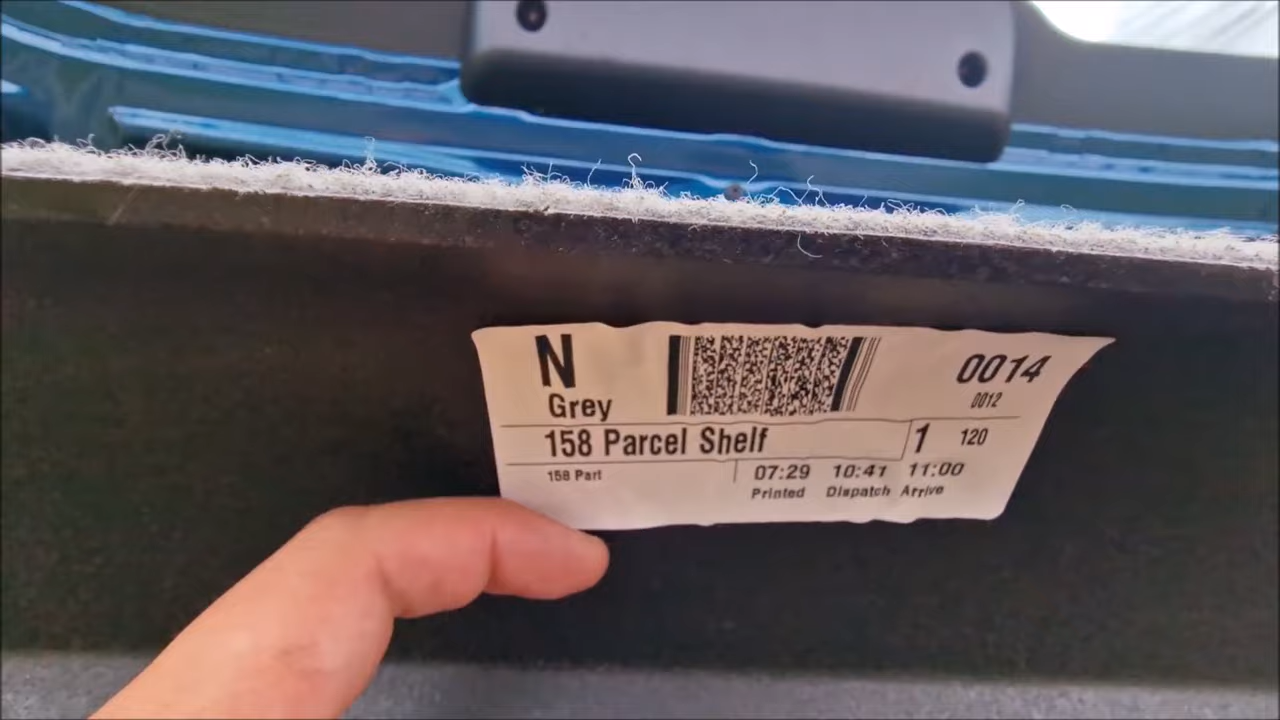 N
0014
Grey
0012
158 Parcel Shelf
1
120
158 Part
07:29 10:41 11:00
Printed Dispatch Arrive